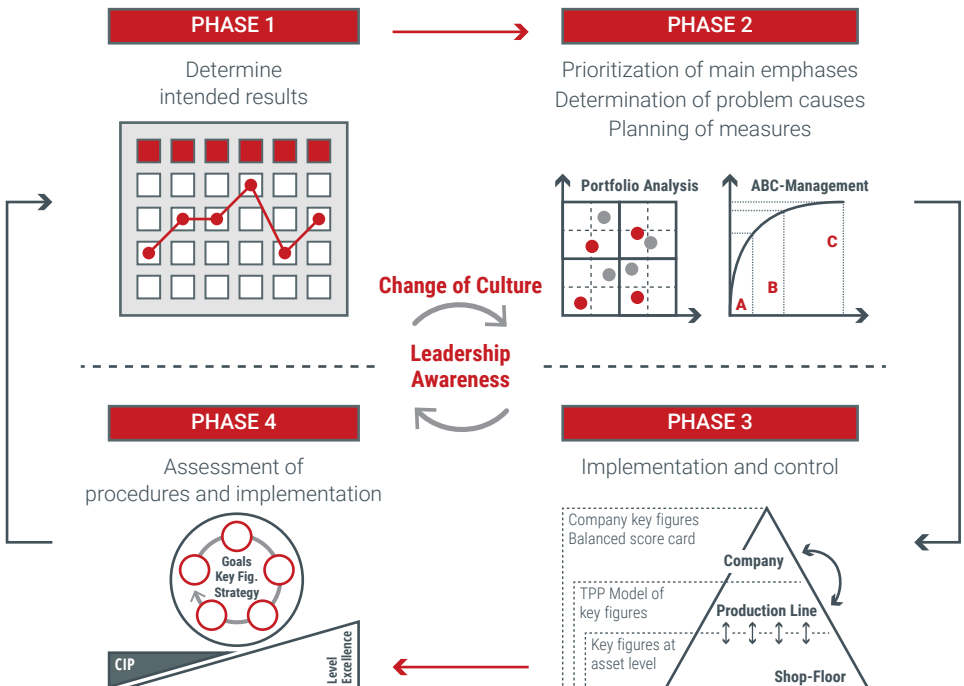 PHASE 1
Determine
intended results
PHASE 2
Prioritization of main emphases
Determination of problem causes
Planning of measures
Portfolio Analysis
ABC-Management
A
B
C
Change of Culture
Leadership
Awareness
PHASE 4
Assessment of
procedures and implementation
Goals
Key Fig.
Strategy
CIP
Level
Excellence
PHASE 3
Implementation and control
Company key figures
Balanced score card
Company
TPP Model of
key figures
Production Line
Key figures at
asset level
Shop-Floor